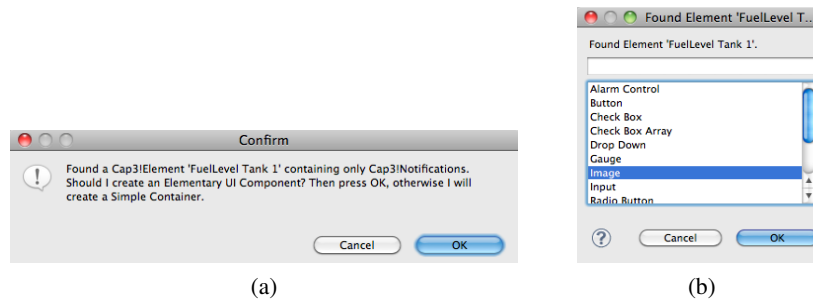 Confirm
Found a Cap3!Element 'FuelLevel Tank 1' containing only Cap3!Notifications.
Should I create an Elementary UI Component? Then press OK, otherwise I will
create a Simple Container.
Cancel
OK
(a)
Found Element 'FuelLevel T...
Found Element 'FuelLevel Tank 1'.
Alarm Control
Button
Check Box
Check Box Array
Drop Down
Gauge
Image
Input
Radio Button
?
Cancel
OK
(b)